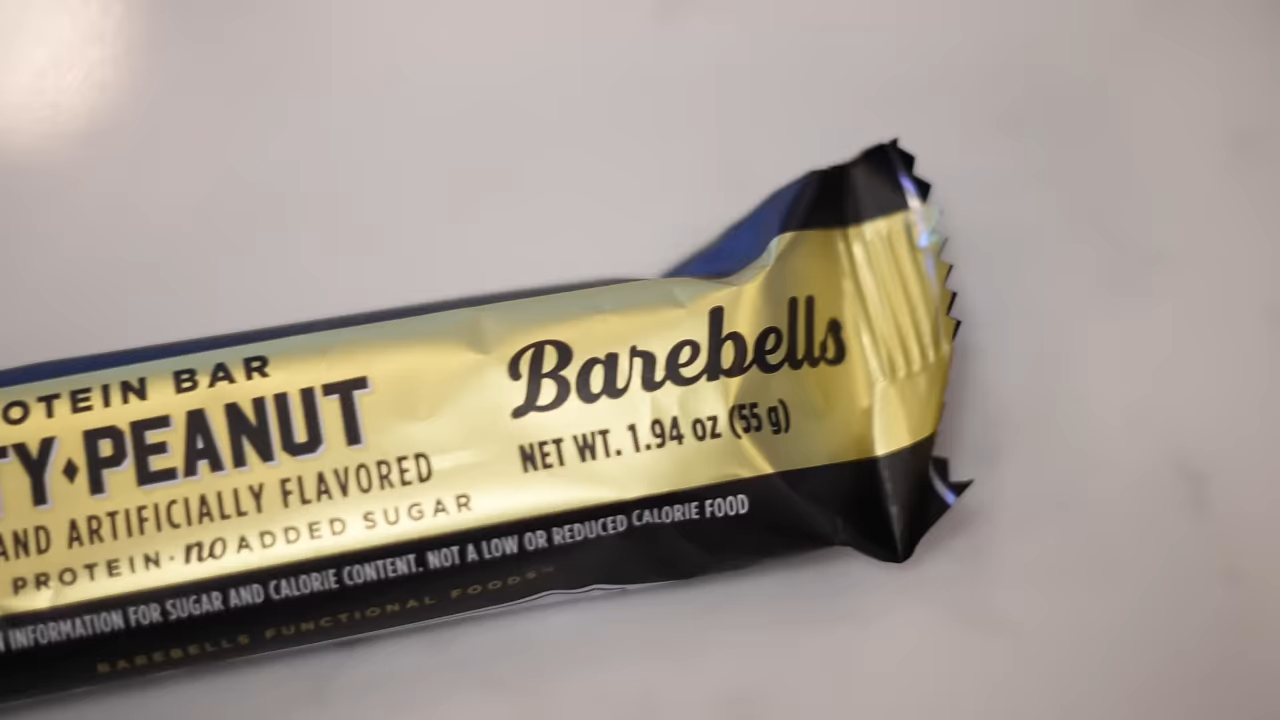 OTEIN BAR
TY·PEANUT
AND ARTIFICIALLY FLAVORED
PROTEIN · no ADDED SUGAR
Barebells
NET WT. 1.94 oz (55 g)
N INFORMATION FOR SUGAR AND CALORIE CONTENT. NOT A LOW OR REDUCED CALORIE FOOD
BAREBELLS FUNCTIONAL FOODS™